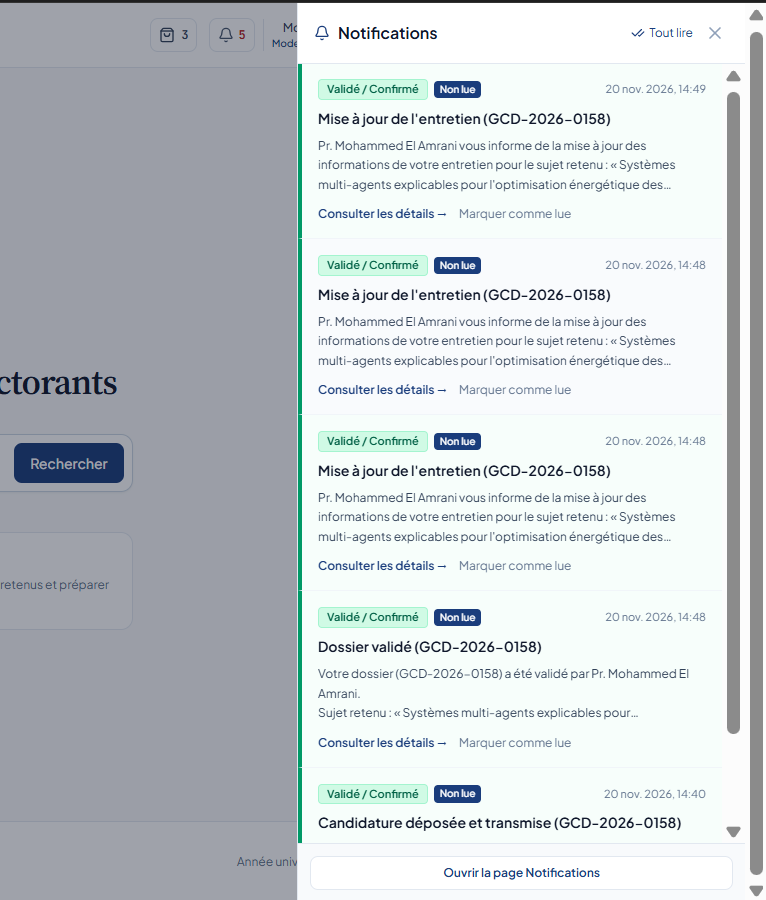 3
5
Notifications
Tout lire
Validé / Confirmé Non lue 20 nov. 2026, 14:49
Mise à jour de l'entretien (GCD-2026-0158)
Pr. Mohammed El Amrani vous informe de la mise à jour des
informations de votre entretien pour le sujet retenu : « Systèmes
multi-agents explicables pour l'optimisation énergétique des…
Consulter les détails → Marquer comme lue
Validé / Confirmé Non lue 20 nov. 2026, 14:48
Mise à jour de l'entretien (GCD-2026-0158)
Pr. Mohammed El Amrani vous informe de la mise à jour des
informations de votre entretien pour le sujet retenu : « Systèmes
multi-agents explicables pour l'optimisation énergétique des…
Consulter les détails → Marquer comme lue
Validé / Confirmé Non lue 20 nov. 2026, 14:48
Mise à jour de l'entretien (GCD-2026-0158)
Pr. Mohammed El Amrani vous informe de la mise à jour des
informations de votre entretien pour le sujet retenu : « Systèmes
multi-agents explicables pour l'optimisation énergétique des…
Consulter les détails → Marquer comme lue
Validé / Confirmé Non lue 20 nov. 2026, 14:48
Dossier validé (GCD-2026-0158)
Votre dossier (GCD-2026-0158) a été validé par Pr. Mohammed El
Amrani.
Sujet retenu : « Systèmes multi-agents explicables pour…
Consulter les détails → Marquer comme lue
Validé / Confirmé Non lue 20 nov. 2026, 14:40
Candidature déposée et transmise (GCD-2026-0158)
Ouvrir la page Notifications
ctorants
Rechercher
retenus et préparer
Année univ